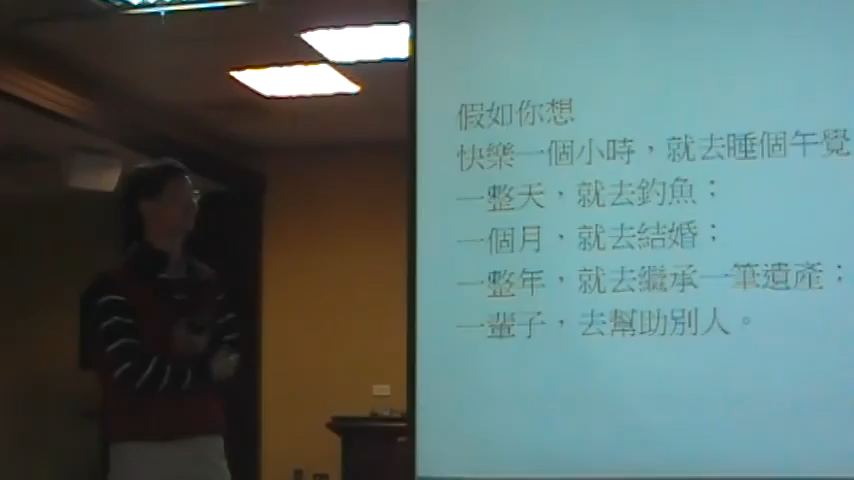 假如你想
快樂一個小時，就去睡個午覺
一整天，就去釣魚；
一個月，就去結婚；
一整年，就去繼承一筆遺產；
一輩子，去幫助別人。